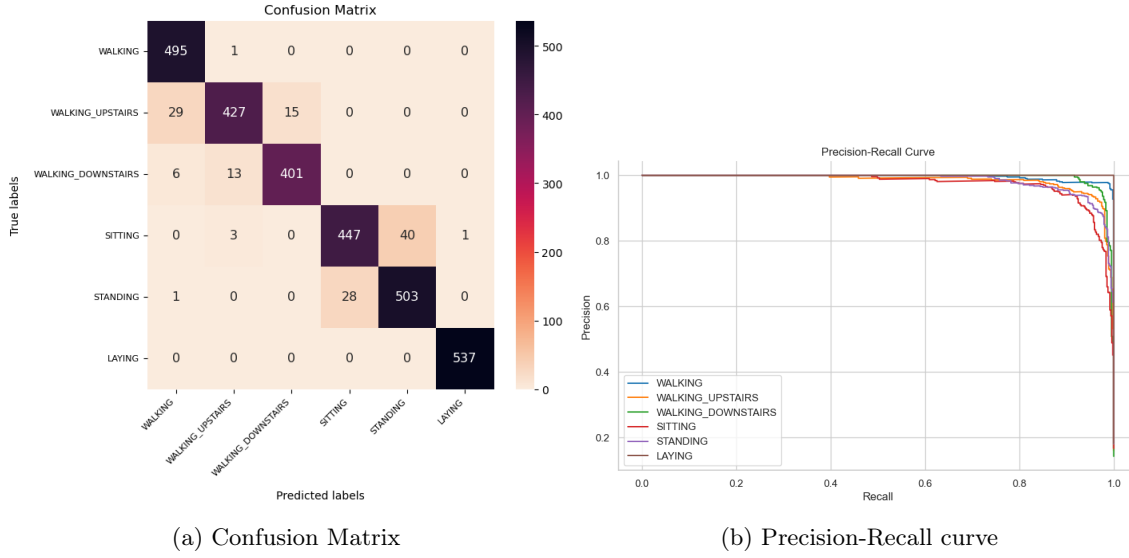 Confusion Matrix
True labels
WALKING 495 1 0 0 0 0
WALKING_UPSTAIRS 29 427 15 0 0 0
WALKING_DOWNSTAIRS 6 13 401 0 0 0
SITTING 0 3 0 447 40 1
STANDING 1 0 0 28 503 0
LAYING 0 0 0 0 0 537
WALKING
WALKING_UPSTAIRS
WALKING_DOWNSTAIRS
SITTING
STANDING
LAYING
Predicted labels
500
400
300
200
100
0
(a) Confusion Matrix
Precision-Recall Curve
Precision
1.0
0.8
0.6
0.4
0.2
WALKING
WALKING_UPSTAIRS
WALKING_DOWNSTAIRS
SITTING
STANDING
LAYING
0.0 0.2 0.4 0.6 0.8 1.0
Recall
(b) Precision-Recall curve